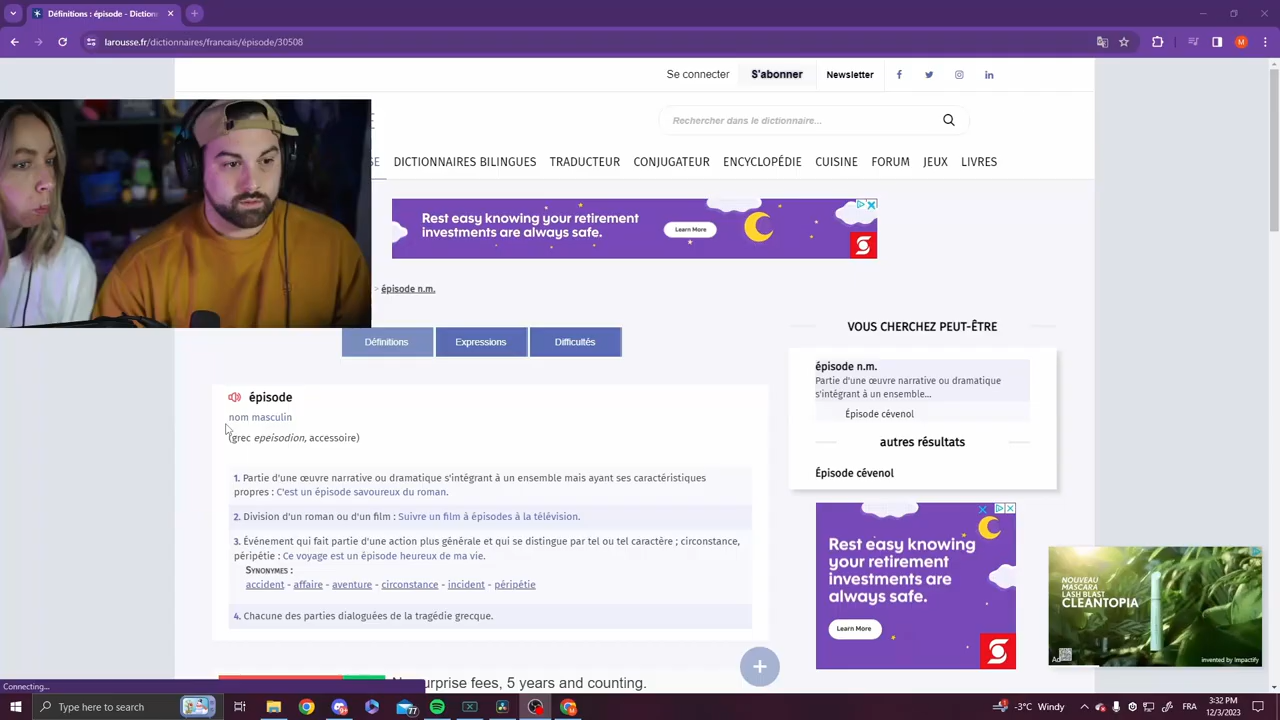 Définitions : épisode - Diction
larousse.fr/dictionnaires/francais/épisode/30508
M
Se connecter
S'abonner
Newsletter
Rechercher dans le dictionnaire...
DICTIONNAIRES BILINGUES
TRADUCTEUR
CONJUGATEUR
ENCYCLOPÉDIE
CUISINE
FORUM
JEUX
LIVRES
Rest easy knowing your retirement
investments are always safe.
Learn More
> épisode n.m.
Définitions
Expressions
Difficultés
épisode
nom masculin
(grec epeisodion, accessoire)
1. Partie d'une œuvre narrative ou dramatique s'intégrant à un ensemble mais ayant ses caractéristiques
propres : C'est un épisode savoureux du roman.
2. Division d'un roman ou d'un film : Suivre un film à épisodes à la télévision.
3. Événement qui fait partie d'une action plus générale et qui se distingue par tel ou tel caractère ; circonstance,
péripétie : Ce voyage est un épisode heureux de ma vie.
SYNONYMES :
accident - affaire - aventure - circonstance - incident - péripétie
4. Chacune des parties dialoguées de la tragédie grecque.
VOUS CHERCHEZ PEUT-ÊTRE
épisode n.m.
Partie d'une œuvre narrative ou dramatique
s'intégrant à un ensemble...
Épisode cévenol
autres résultats
Épisode cévenol
Rest easy knowing
your retirement
investments are
always safe.
Learn More
NOUVEAU
MASCARA
LASH BLAST
CLEANTOPIA
Ad
invented by Impactify
surprise fees, 5 years and counting.
Connecting...
Type here to search
77
-3°C
Neige
FRA
3:32 PM
12/3/2023